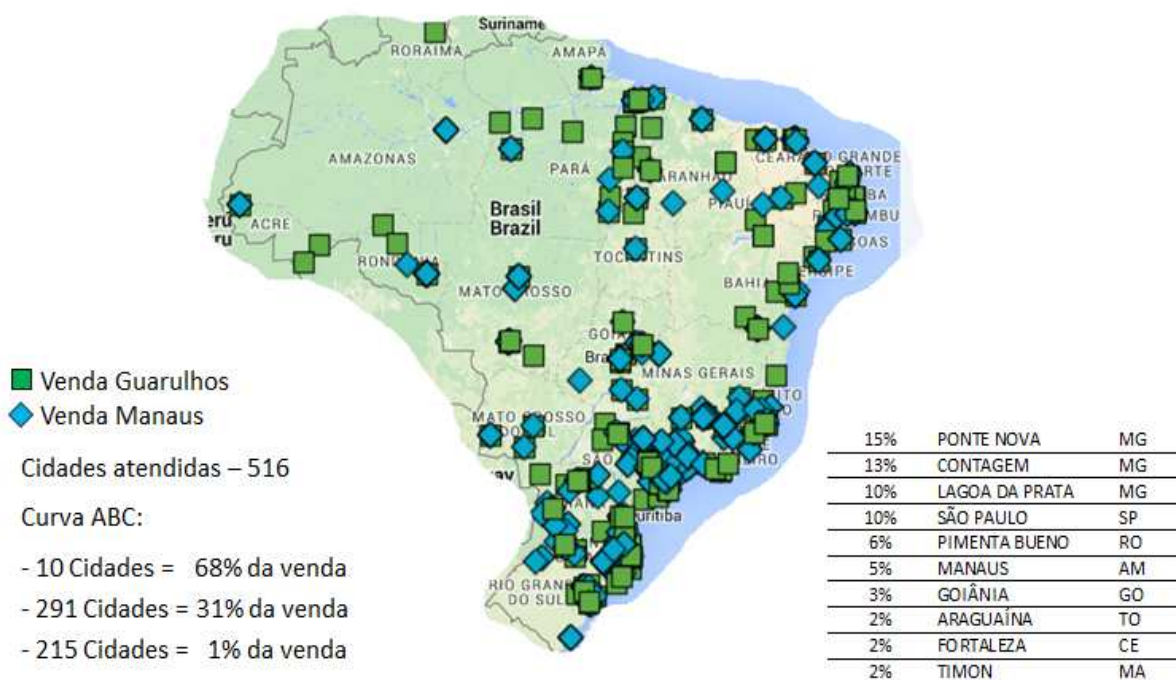 Suriname
RORAIMA
AMAPÁ
AMAZONAS
PARÁ
CEARÁ
GRANDE
PIAUÍ
ACRE
Brasil
Brazil
TOCANTINS
BAHIA
MATO GROSSO
MINAS GERAIS
Venda Guarulhos
Venda Manaus
Cidades atendidas – 516
Curva ABC:
- 10 Cidades = 68% da venda
- 291 Cidades = 31% da venda
- 215 Cidades = 1% da venda
RIO GRAND
DO SUL
15% PONTE NOVA MG
13% CONTAGEM MG
10% LAGOA DA PRATA MG
10% SÃO PAULO SP
6% PIMENTA BUENO RO
5% MANAUS AM
3% GOIÂNIA GO
2% ARAGUAÍNA TO
2% FORTALEZA CE
2% TIMON MA